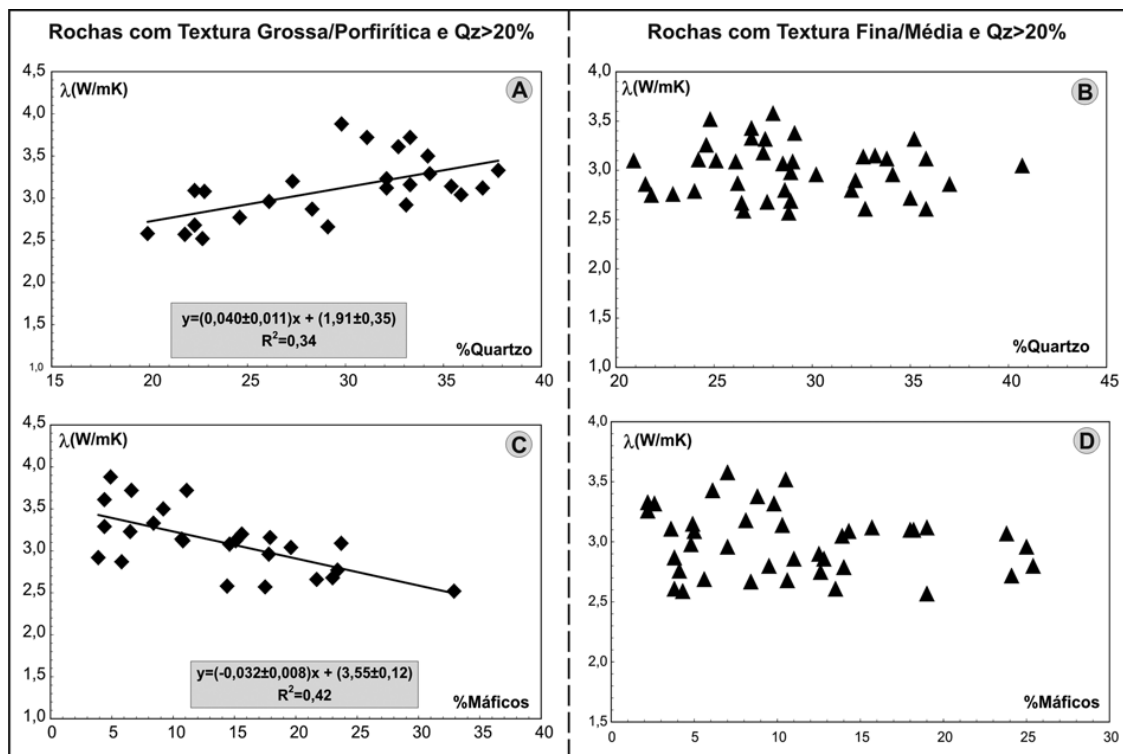 Rochas com Textura Grossa/Porfirítica e Qz>20%
Rochas com Textura Fina/Média e Qz>20%
4,5
λ(W/mK)
A
4,0
3,5
3,0
2,5
2,0
1,5
1,0
y=(0,040±0,011)x + (1,91±0,35)
R²=0,34
%Quartzo
15 20 25 30 35 40
4,0
λ(W/mK)
B
3,5
3,0
2,5
2,0
1,5
1,0
%Quartzo
20 25 30 35 40 45
4,5
λ(W/mK)
C
4,0
3,5
3,0
2,5
2,0
1,5
1,0
y=(-0,032±0,008)x + (3,55±0,12)
R²=0,42
%Máficos
0 5 10 15 20 25 30 35 40
4,0
λ(W/mK)
D
3,5
3,0
2,5
2,0
1,5
%Máficos
0 5 10 15 20 25 30